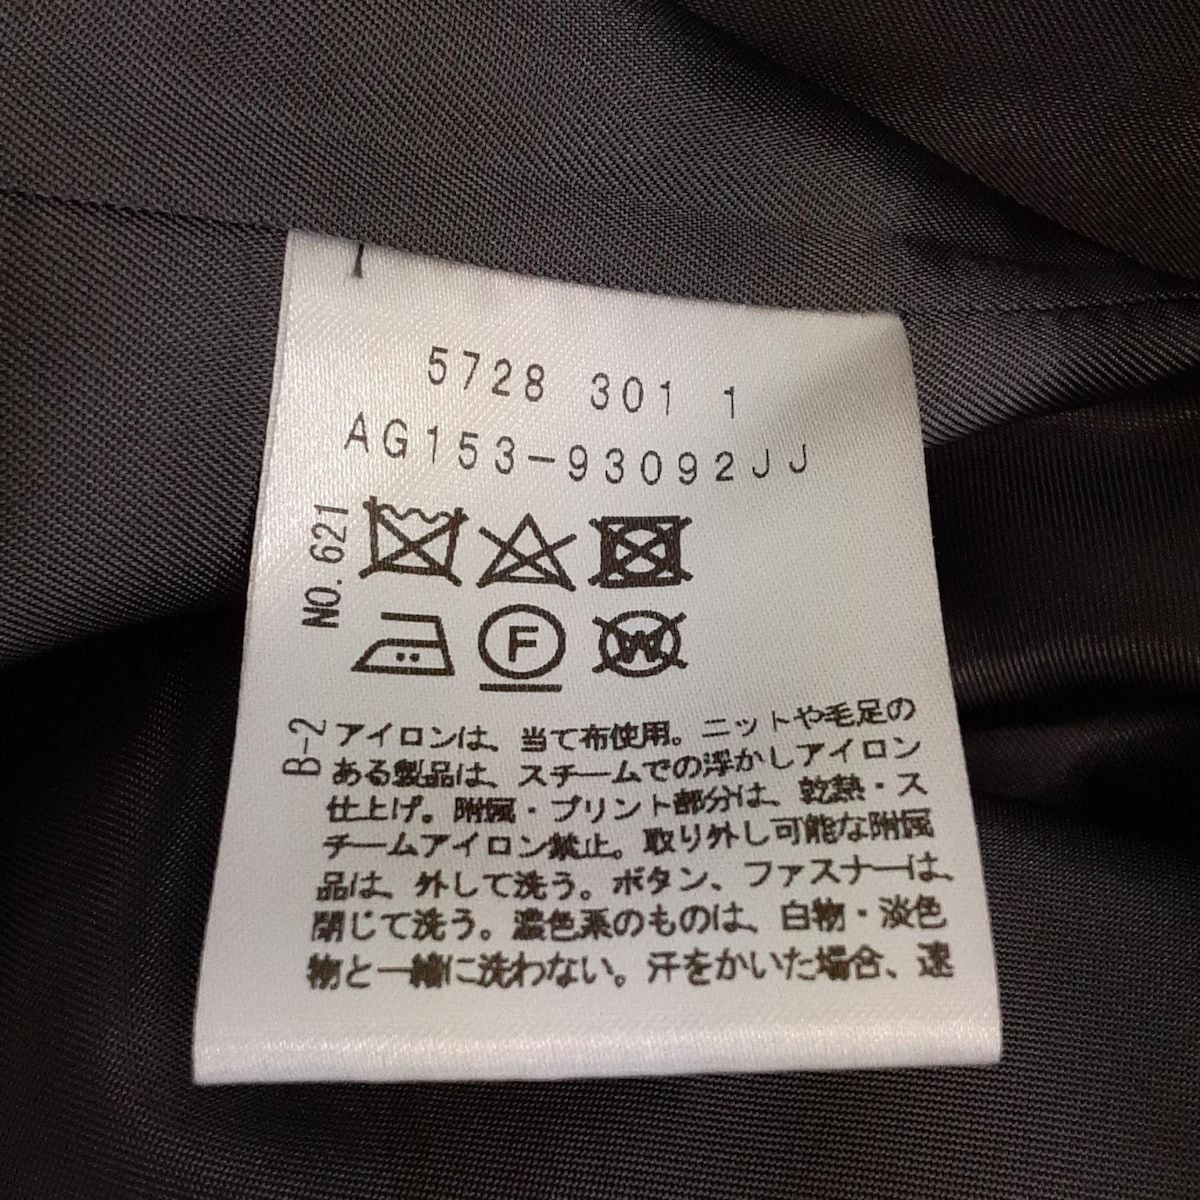 5728 301 1
AG153-93092JJ
NO.621
F
W
B-2
アイロンは、当て布使用。ニットや毛足の
ある製品は、スチームでの浮かしアイロン
仕上げ。附属・プリント部分は、乾熱・ス
チームアイロン禁止。取り外し可能な附属
品は、外して洗う。ボタン、ファスナーは、
閉じて洗う。濃色系のものは、白物・淡色
物と一緒に洗わない。汗をかいた場合、速